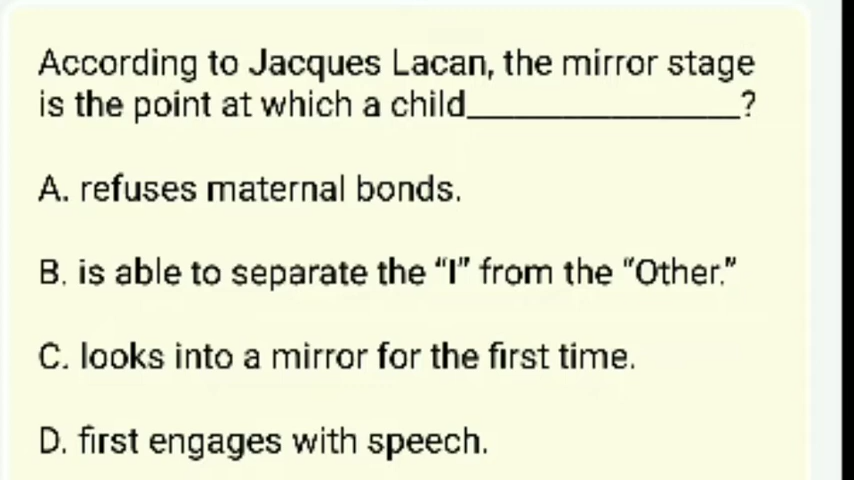 According to Jacques Lacan, the mirror stage
is the point at which a child_______________?
A. refuses maternal bonds.
B. is able to separate the “I” from the “Other.”
C. looks into a mirror for the first time.
D. first engages with speech.